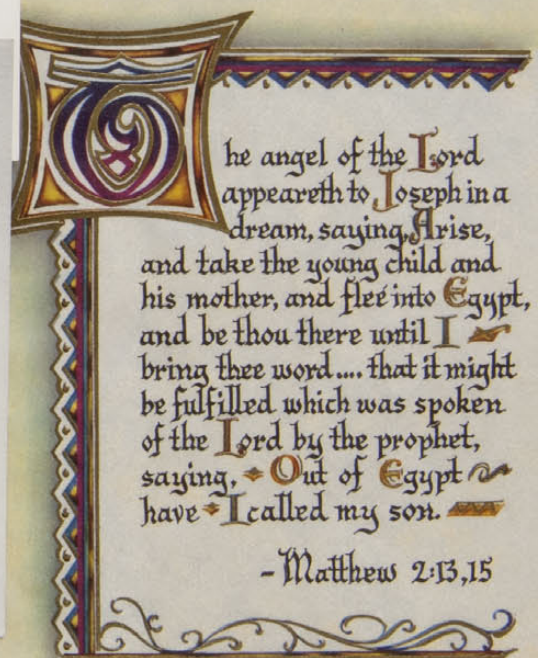 The angel of the Lord
appeareth to Joseph in a
dream, saying, Arise,
and take the young child and
his mother, and flee into Egypt,
and be thou there until I
bring thee word.... that it might
be fulfilled which was spoken
of the Lord by the prophet,
saying, Out of Egypt
have I called my son.
- Matthew 2:13,15